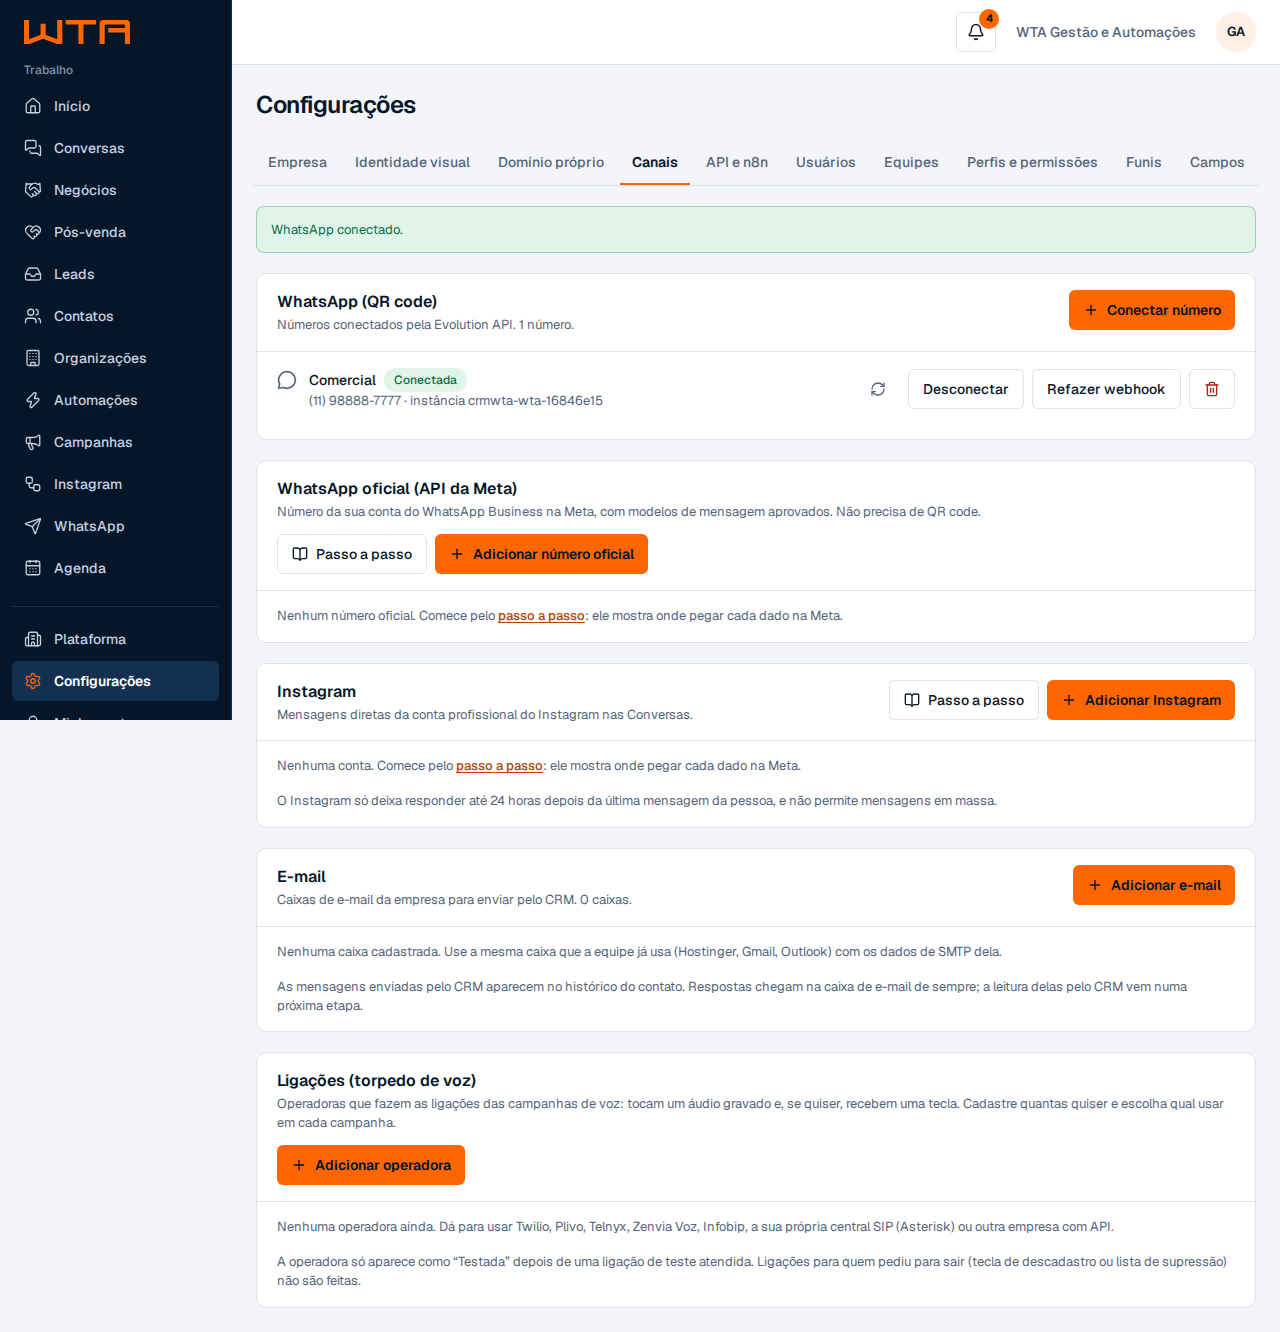 WTA
Trabalho
Início
Conversas
Negócios
Pós-venda
Leads
Contatos
Organizações
Automações
Campanhas
Instagram
WhatsApp
Agenda
Plataforma
Configurações
4
WTA Gestão e Automações
GA
Configurações
Empresa
Identidade visual
Domínio próprio
Canais
API e n8n
Usuários
Equipes
Perfis e permissões
Funis
Campos
WhatsApp conectado.
WhatsApp (QR code)
Números conectados pela Evolution API. 1 número.
Conectar número
Comercial
Conectada
(11) 98888-7777 · instância crmwta-wta-16846e15
Desconectar
Refazer webhook
WhatsApp oficial (API da Meta)
Número da sua conta do WhatsApp Business na Meta, com modelos de mensagem aprovados. Não precisa de QR code.
Passo a passo
Adicionar número oficial
Nenhum número oficial. Comece pelo passo a passo: ele mostra onde pegar cada dado na Meta.
Instagram
Mensagens diretas da conta profissional do Instagram nas Conversas.
Passo a passo
Adicionar Instagram
Nenhuma conta. Comece pelo passo a passo: ele mostra onde pegar cada dado na Meta.
O Instagram só deixa responder até 24 horas depois da última mensagem da pessoa, e não permite mensagens em massa.
E-mail
Caixas de e-mail da empresa para enviar pelo CRM. 0 caixas.
Adicionar e-mail
Nenhuma caixa cadastrada. Use a mesma caixa que a equipe já usa (Hostinger, Gmail, Outlook) com os dados de SMTP dela.
As mensagens enviadas pelo CRM aparecem no histórico do contato. Respostas chegam na caixa de e-mail de sempre; a leitura delas pelo CRM vem numa
próxima etapa.
Ligações (torpedo de voz)
Operadoras que fazem as ligações das campanhas de voz: tocam um áudio gravado e, se quiser, recebem uma tecla. Cadastre quantas quiser e escolha qual usar
em cada campanha.
Adicionar operadora
Nenhuma operadora ainda. Dá para usar Twilio, Plivo, Telnyx, Zenvia Voz, Infobip, a sua própria central SIP (Asterisk) ou outra empresa com API.
A operadora só aparece como “Testada” depois de uma ligação de teste atendida. Ligações para quem pediu para sair (tecla de descadastro ou lista de supressão)
não são feitas.